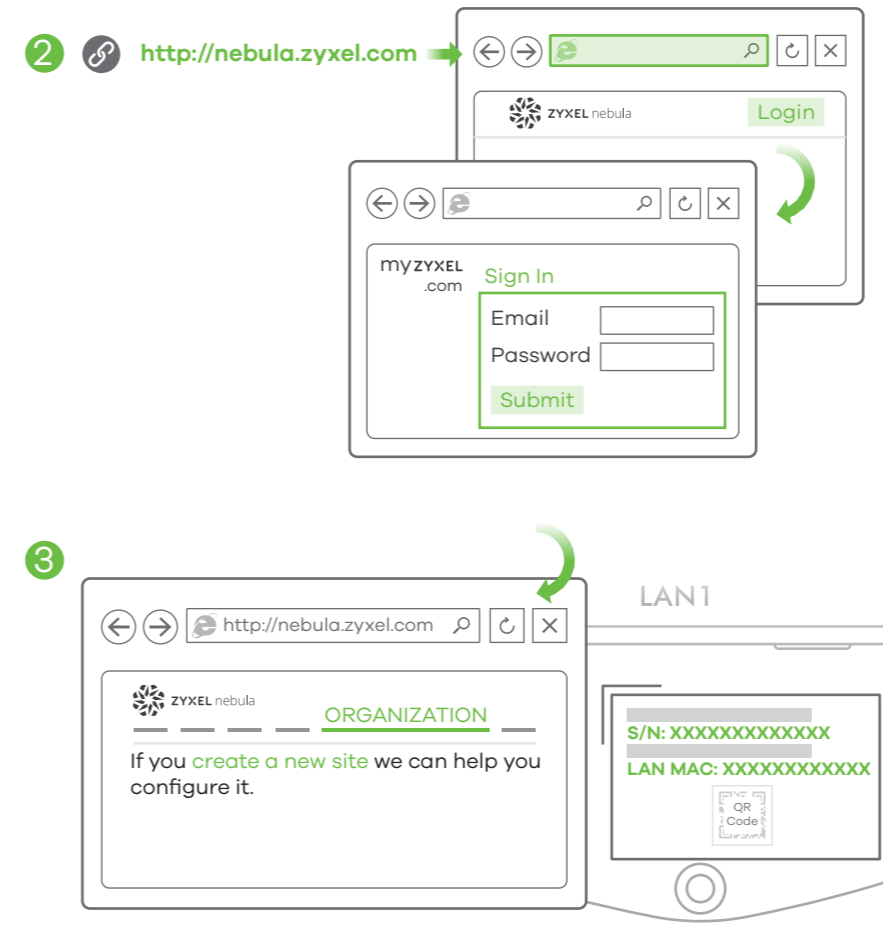 2
http://nebula.zyxel.com
ZYXEL nebula
Login
myZYXEL
.com
Sign In
Email
Password
Submit
3
http://nebula.zyxel.com
ZYXEL nebula
ORGANIZATION
If you create a new site we can help you
configure it.
LAN1
S/N: XXXXXXXXXXXXX
LAN MAC: XXXXXXXXXXXX
QR
Code